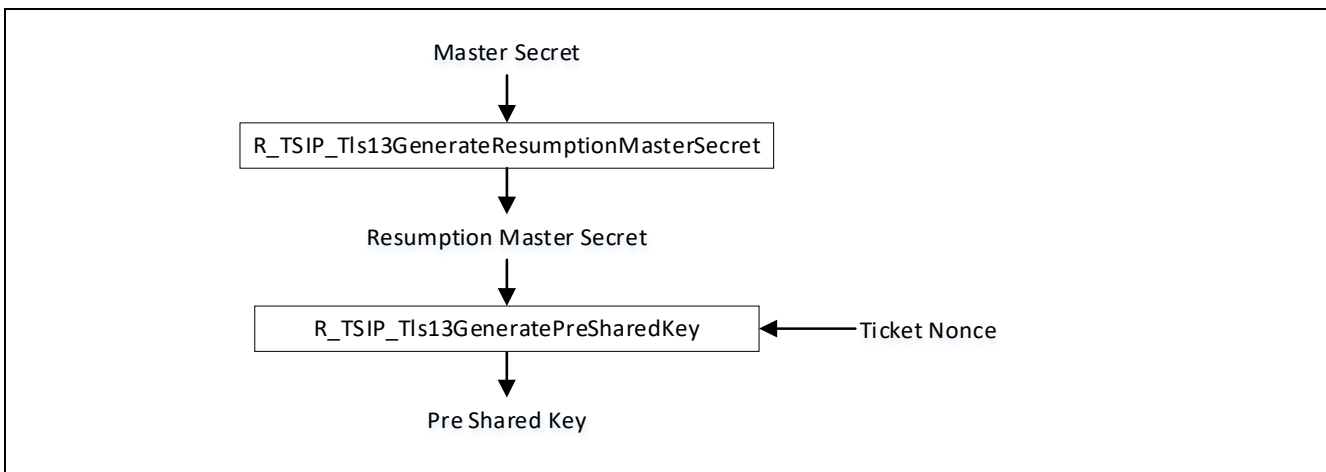 Master Secret
R_TSIP_Tls13GenerateResumptionMasterSecret
Resumption Master Secret
R_TSIP_Tls13GeneratePreSharedKey
Ticket Nonce
Pre Shared Key